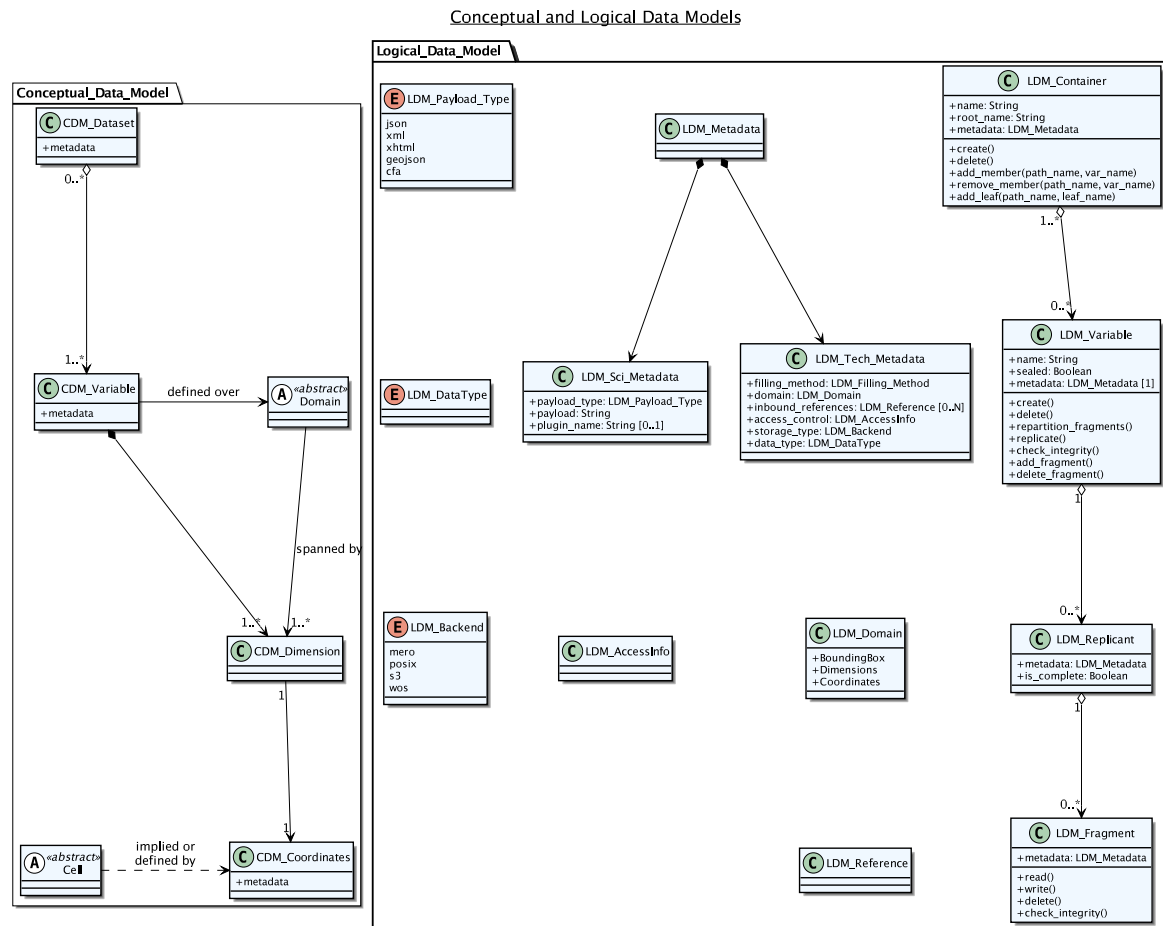 Conceptual and Logical Data Models
Conceptual_Data_Model
C CDM_Dataset
+metadata
0..*
1..*
C CDM_Variable
+metadata
defined over
A «abstract»
Domain
spanned by
1..*
1..*
C CDM_Dimension
1
1
A «abstract»
Cell
implied or
defined by
C CDM_Coordinates
+metadata
Logical_Data_Model
E LDM_Payload_Type
json
xml
xhtml
geojson
cfa
C LDM_Metadata
C LDM_Container
+name: String
+root_name: String
+metadata: LDM_Metadata
+create()
+delete()
+add_member(path_name, var_name)
+remove_member(path_name, var_name)
+add_leaf(path_name, leaf_name)
1..*
0..*
E LDM_DataType
C LDM_Sci_Metadata
+payload_type: LDM_Payload_Type
+payload: String
+plugin_name: String [0..1]
C LDM_Tech_Metadata
+filling_method: LDM_Filling_Method
+domain: LDM_Domain
+inbound_references: LDM_Reference [0..N]
+access_control: LDM_AccessInfo
+storage_type: LDM_Backend
+data_type: LDM_DataType
C LDM_Variable
+name: String
+sealed: Boolean
+metadata: LDM_Metadata [1]
+create()
+delete()
+repartition_fragments()
+replicate()
+check_integrity()
+add_fragment()
+delete_fragment()
1
0..*
E LDM_Backend
mero
posix
s3
wos
C LDM_AccessInfo
C LDM_Domain
+BoundingBox
+Dimensions
+Coordinates
C LDM_Replicant
+metadata: LDM_Metadata
+is_complete: Boolean
1
0..*
C LDM_Reference
C LDM_Fragment
+metadata: LDM_Metadata
+read()
+write()
+delete()
+check_integrity()